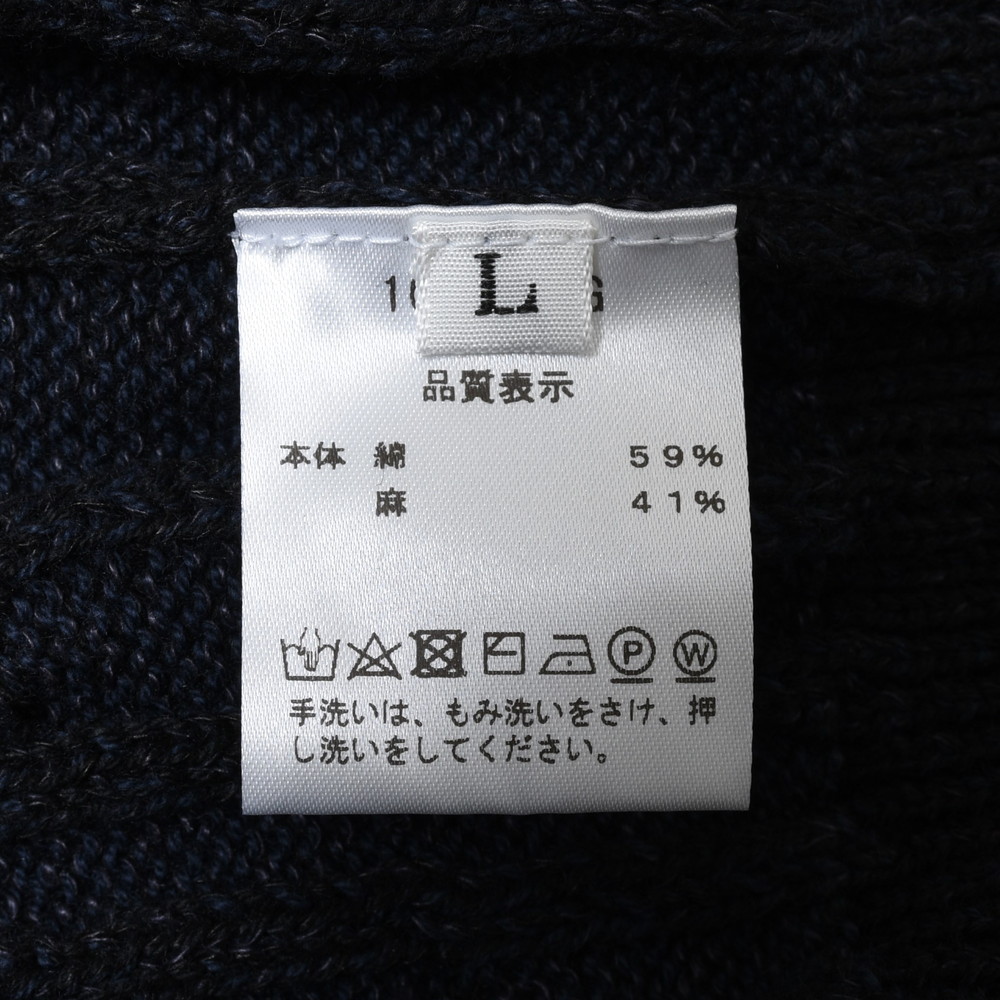 L
品質表示
本体 綿 59%
麻 41%
P W
手洗いは、もみ洗いをさけ、押
し洗いをしてください。